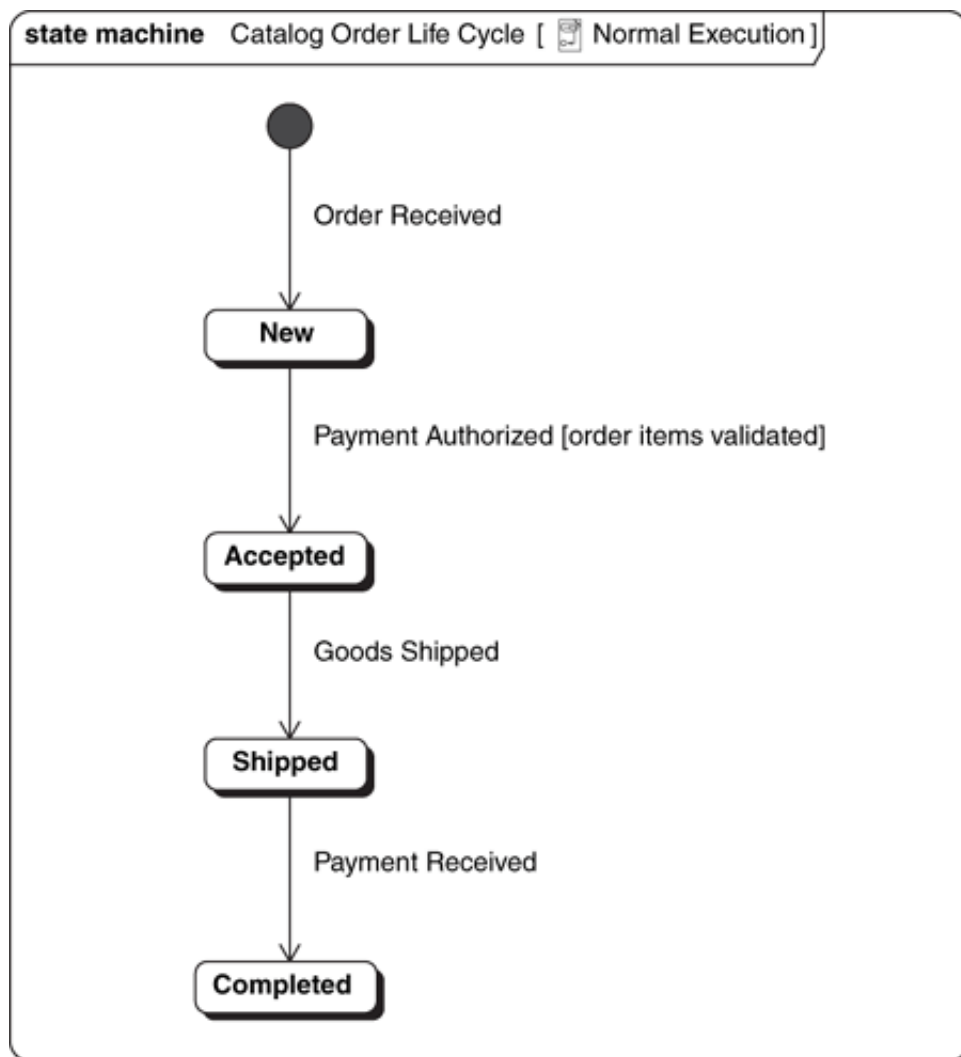 state machine Catalog Order Life Cycle [ Normal Execution ]
Order Received
New
Payment Authorized [order items validated]
Accepted
Goods Shipped
Shipped
Payment Received
Completed